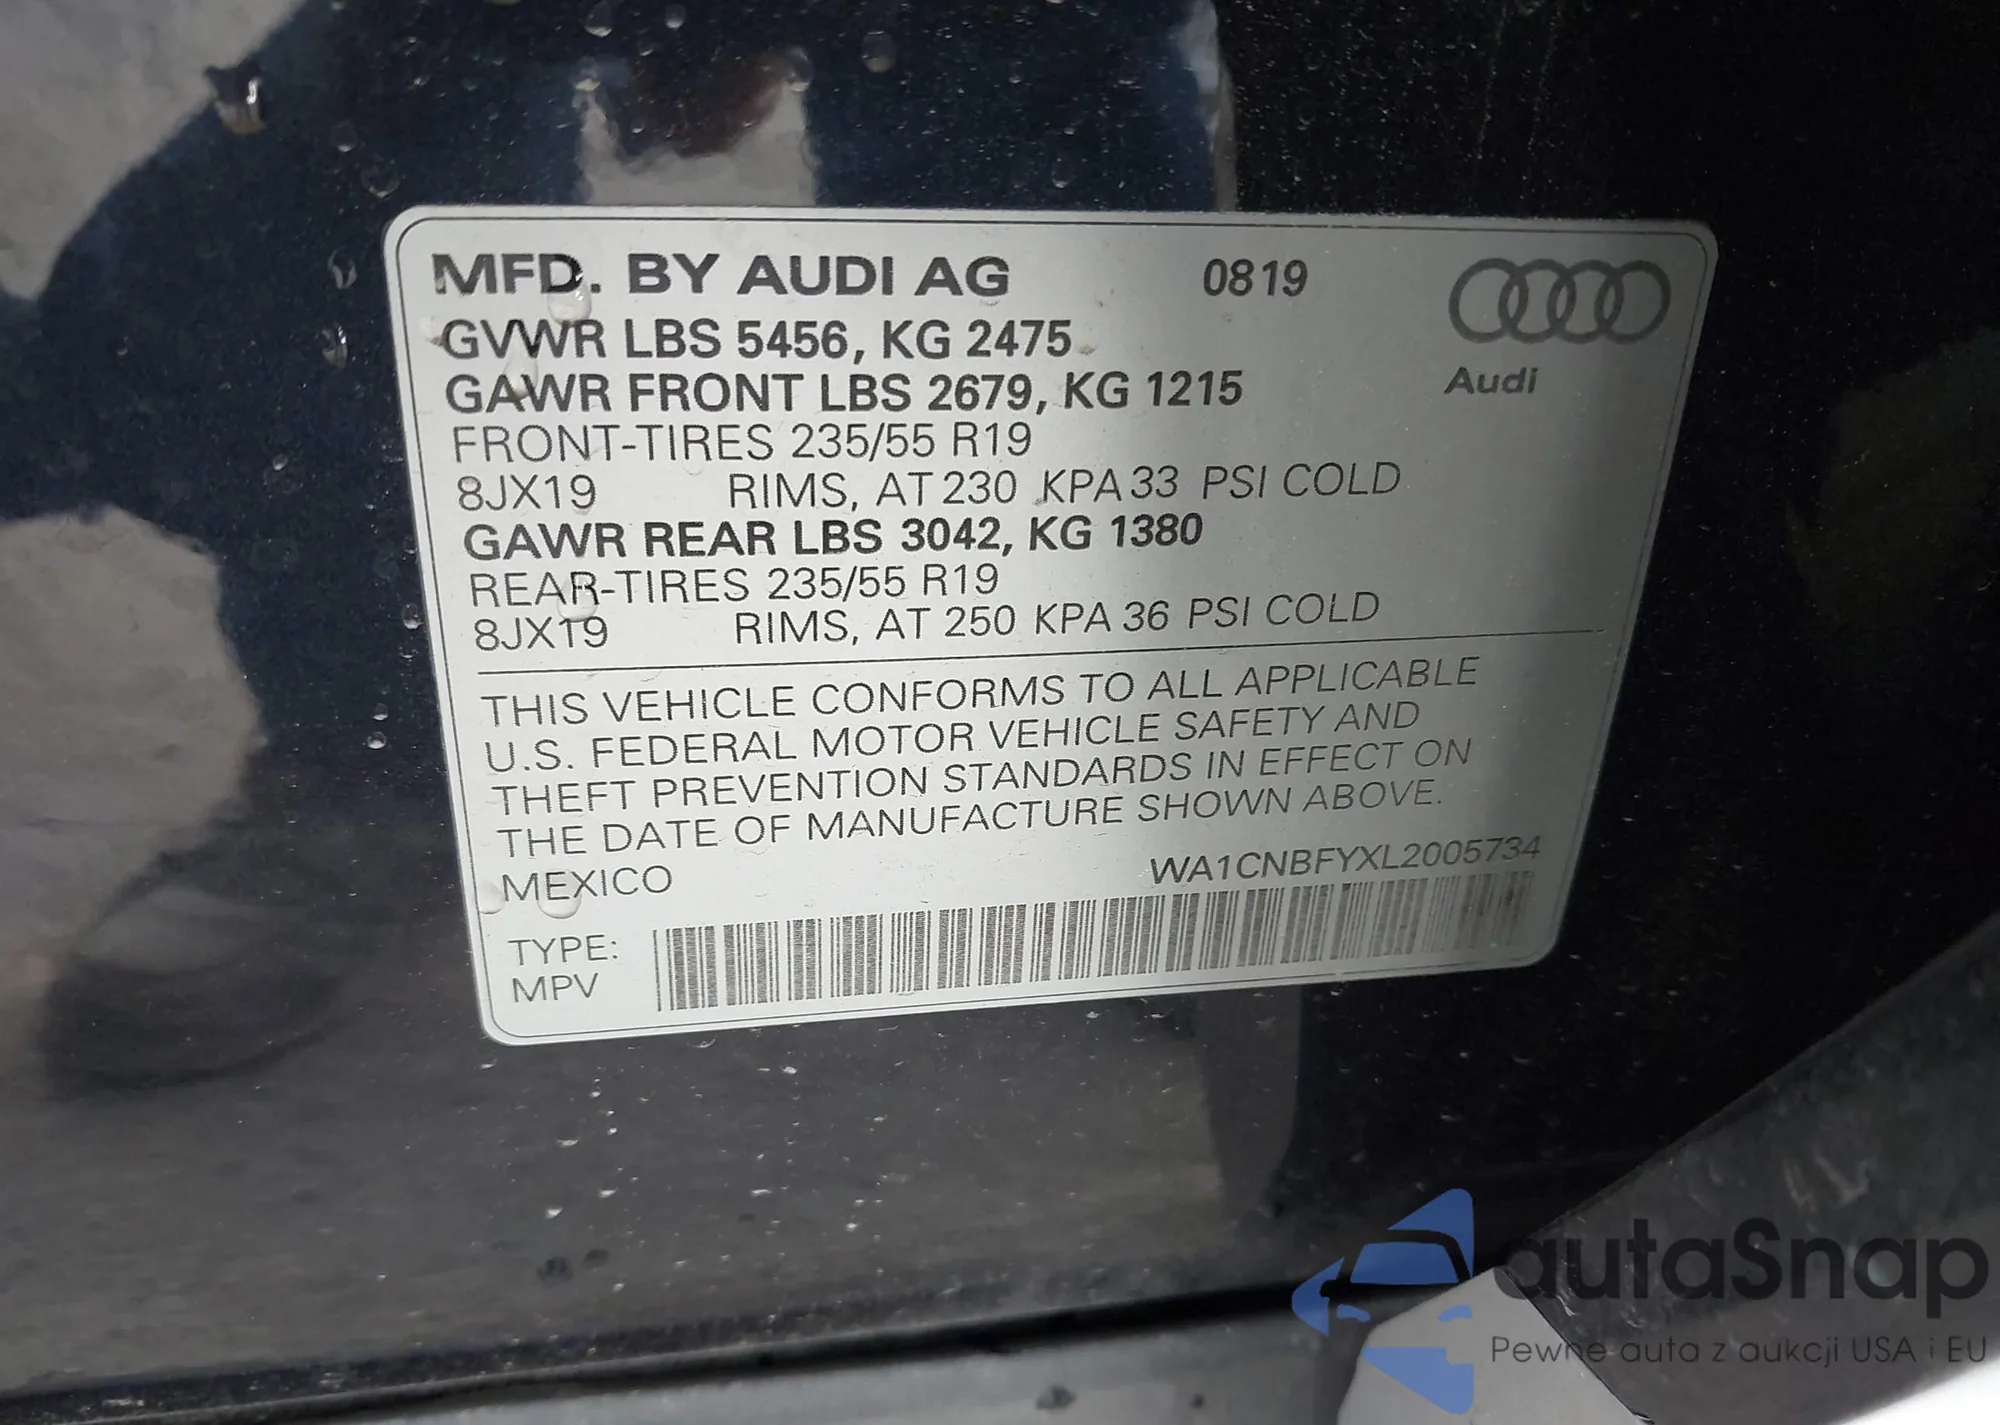 MFD. BY AUDI AG 0819
GVWR LBS 5456, KG 2475
Audi
GAWR FRONT LBS 2679, KG 1215
FRONT-TIRES 235/55 R19
8JX19 RIMS, AT 230 KPA 33 PSI COLD
GAWR REAR LBS 3042, KG 1380
REAR-TIRES 235/55 R19
8JX19 RIMS, AT 250 KPA 36 PSI COLD
THIS VEHICLE CONFORMS TO ALL APPLICABLE
U.S. FEDERAL MOTOR VEHICLE SAFETY AND
THEFT PREVENTION STANDARDS IN EFFECT ON
THE DATE OF MANUFACTURE SHOWN ABOVE.
MEXICO WA1CNBFYXL2005734
TYPE:
MPV
autaSnap
Pewne auta z aukcji USA i EU